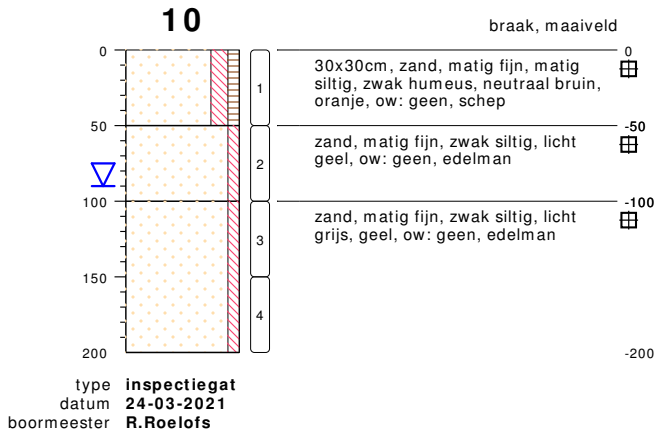 10
braak, maaiveld
0
0
30x30cm, zand, matig fijn, matig
siltig, zwak humeus, neutraal bruin,
oranje, ow: geen, schep
1
50
-50
zand, matig fijn, zwak siltig, licht
geel, ow: geen, edelman
2
100
-100
zand, matig fijn, zwak siltig, licht
grijs, geel, ow: geen, edelman
3
150
4
200
-200
type inspectiegat
datum 24-03-2021
boormeester R.Roelofs